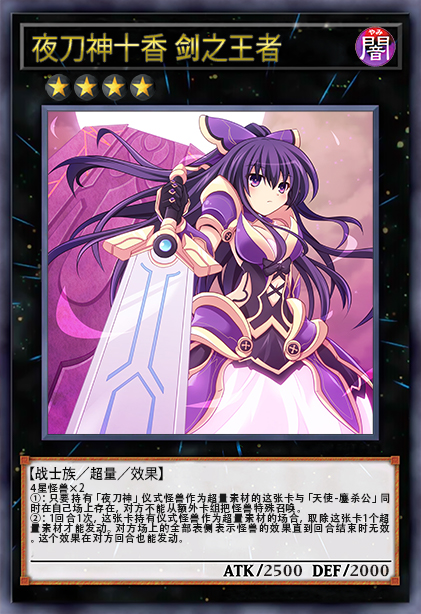 夜刀神十香 剑之王者
やみ
闇
【战士族／超量／效果】
4星怪兽×2
①：只要持有「夜刀神」仪式怪兽作为超量素材的这张卡与「天使-鏖杀公」同
时在自己场上存在，对方不能从额外卡组把怪兽特殊召唤。
②：1回合1次，这张卡持有仪式怪兽作为超量素材的场合，取除这张卡1个超
量素材才能发动。对方场上的全部表侧表示怪兽的效果直到回合结束时无效
。这个效果在对方回合也能发动。
ATK/2500 DEF/2000